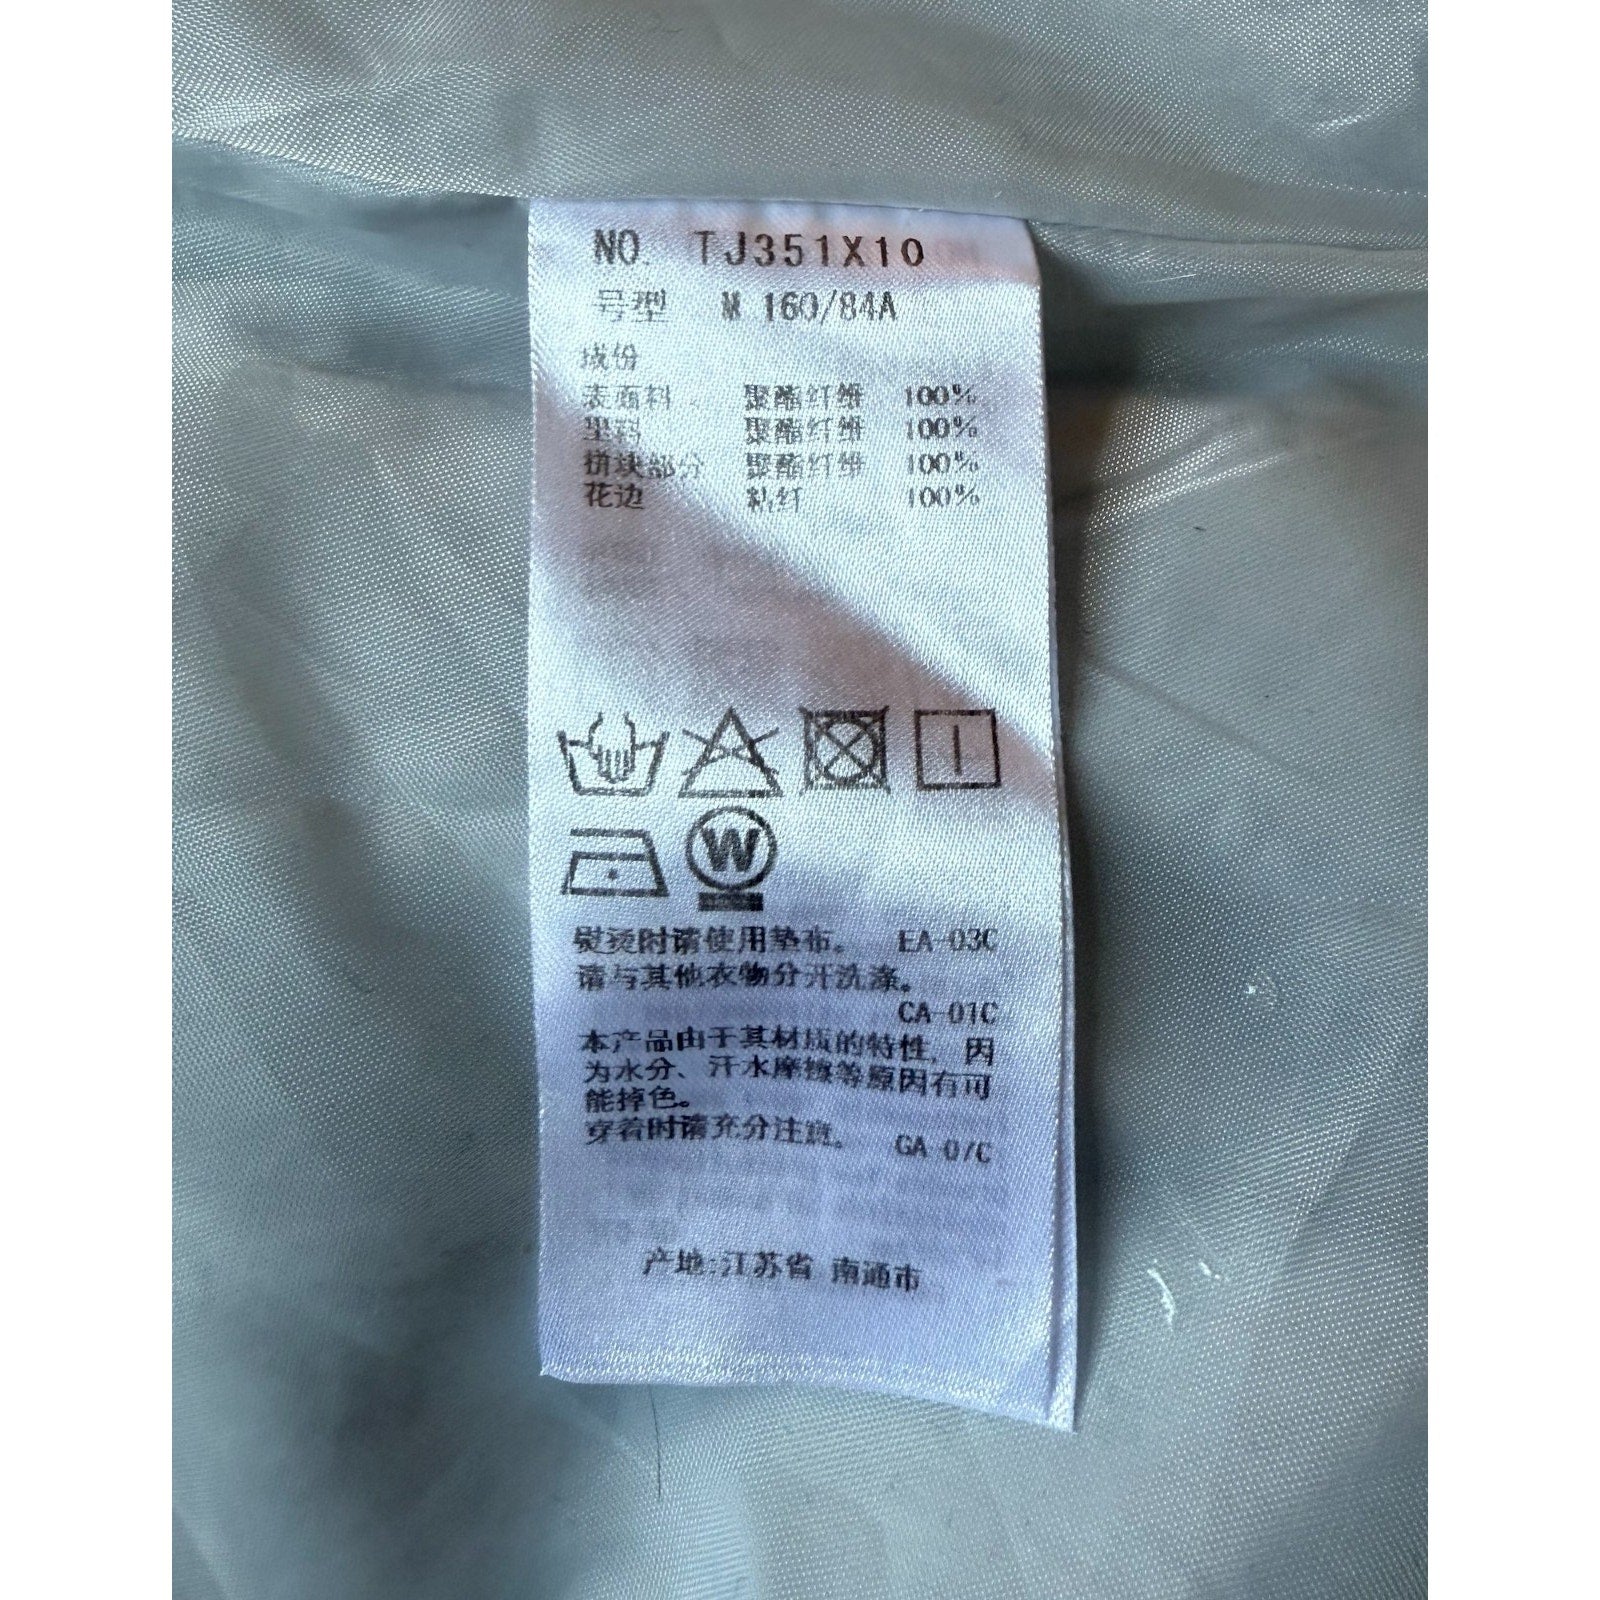 NO. TJ351X10
号型 M 160/84A
成份
表面料 聚酯纤维 100%
里料 聚酯纤维 100%
拼块部分 聚酯纤维 100%
花边 粘纤 100%
W
熨烫时请使用垫布。 EA-03C
请与其他衣物分开洗涤。
CA-01C
本产品由于其材质的特性，因
为水分、汗水摩擦等原因有可
能掉色。
穿着时请充分注意。 GA-07C
产地:江苏省 南通市